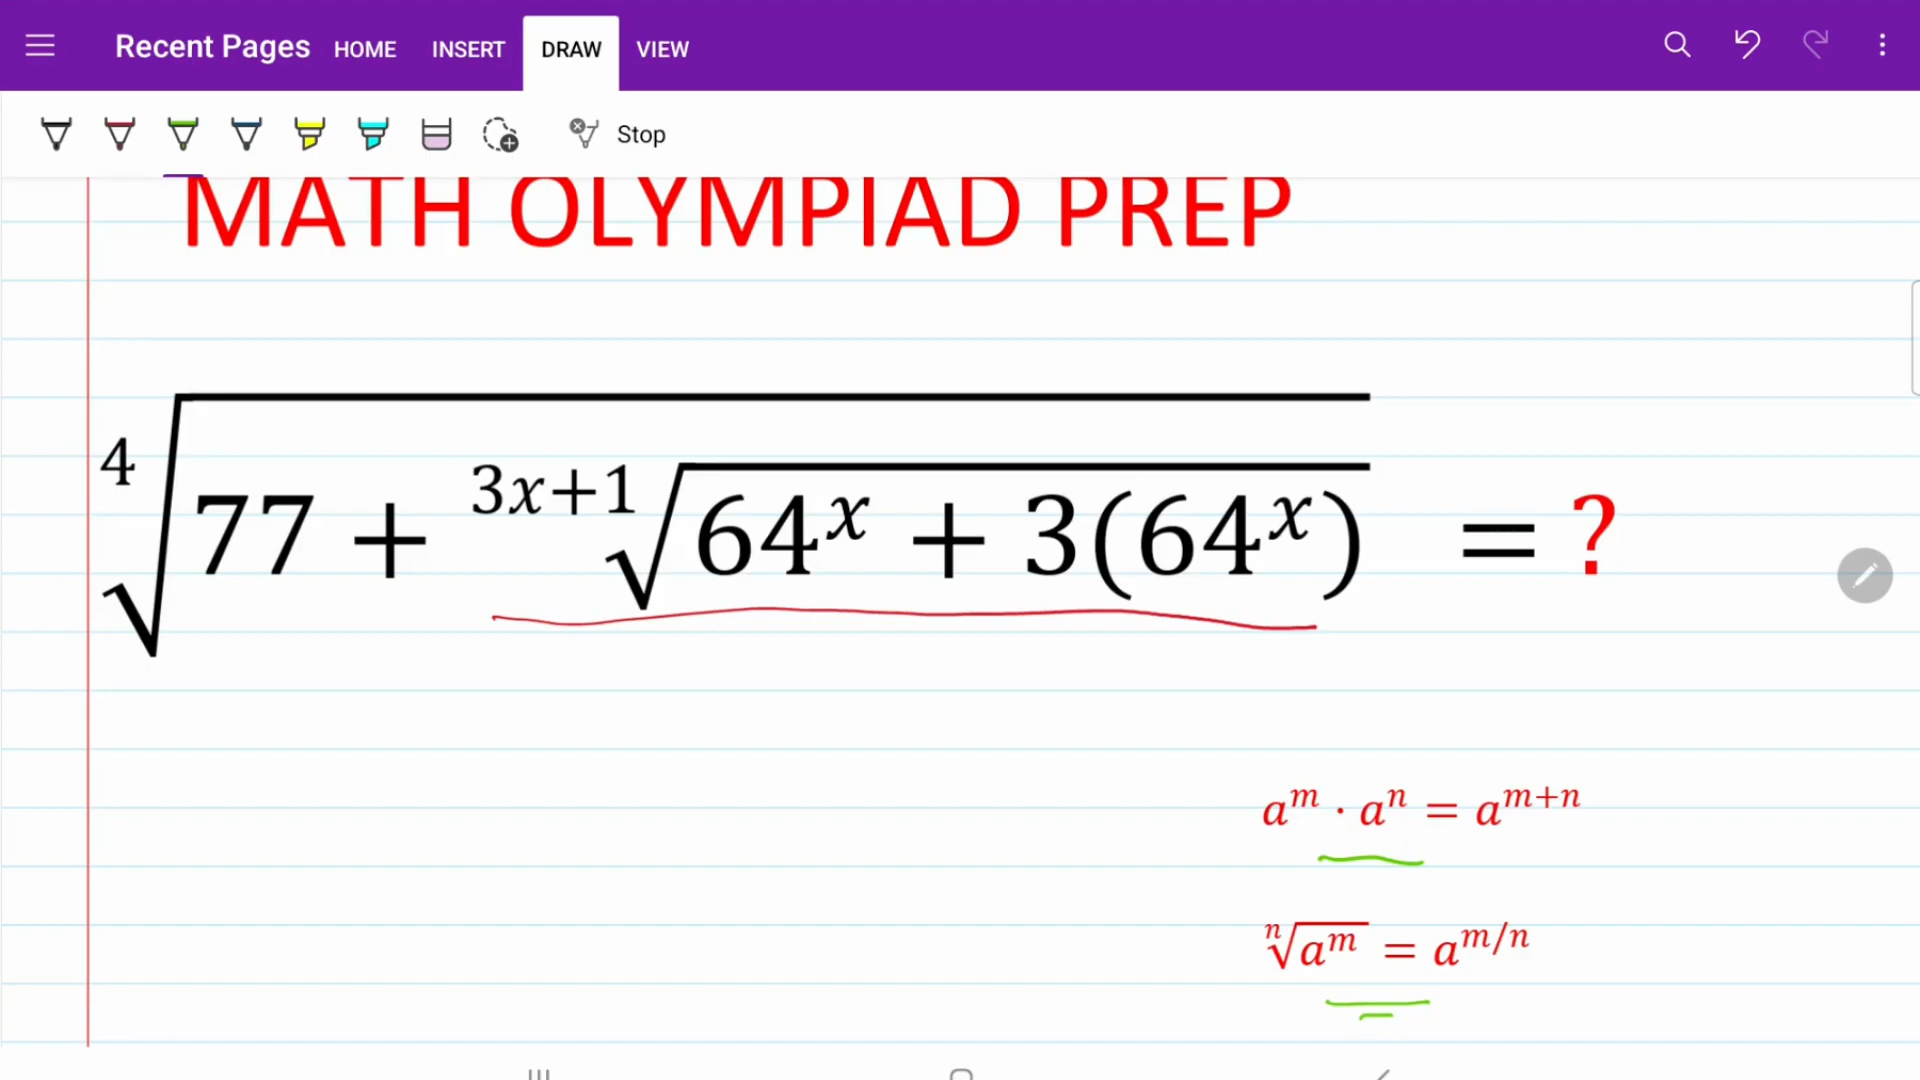 Recent Pages HOME INSERT DRAW VIEW
Stop
MATH OLYMPIAD PREP
⁴√(77 + ³ˣ⁺¹√(64ˣ + 3(64ˣ))) = ?
aᵐ · aⁿ = aᵐ⁺ⁿ
ⁿ√aᵐ = a^{m/n}